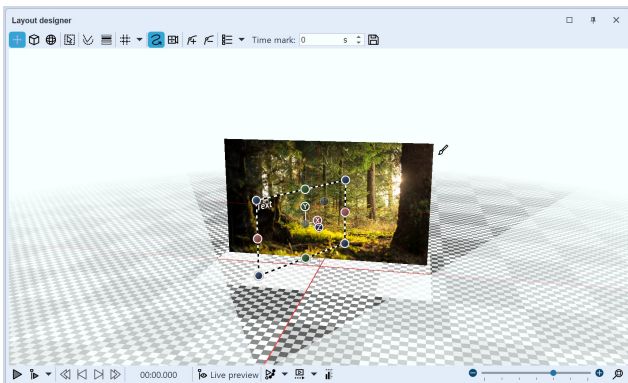 Layout designer
Time mark: 0 s
Text
Y
X
Z
00:00.000 Live preview